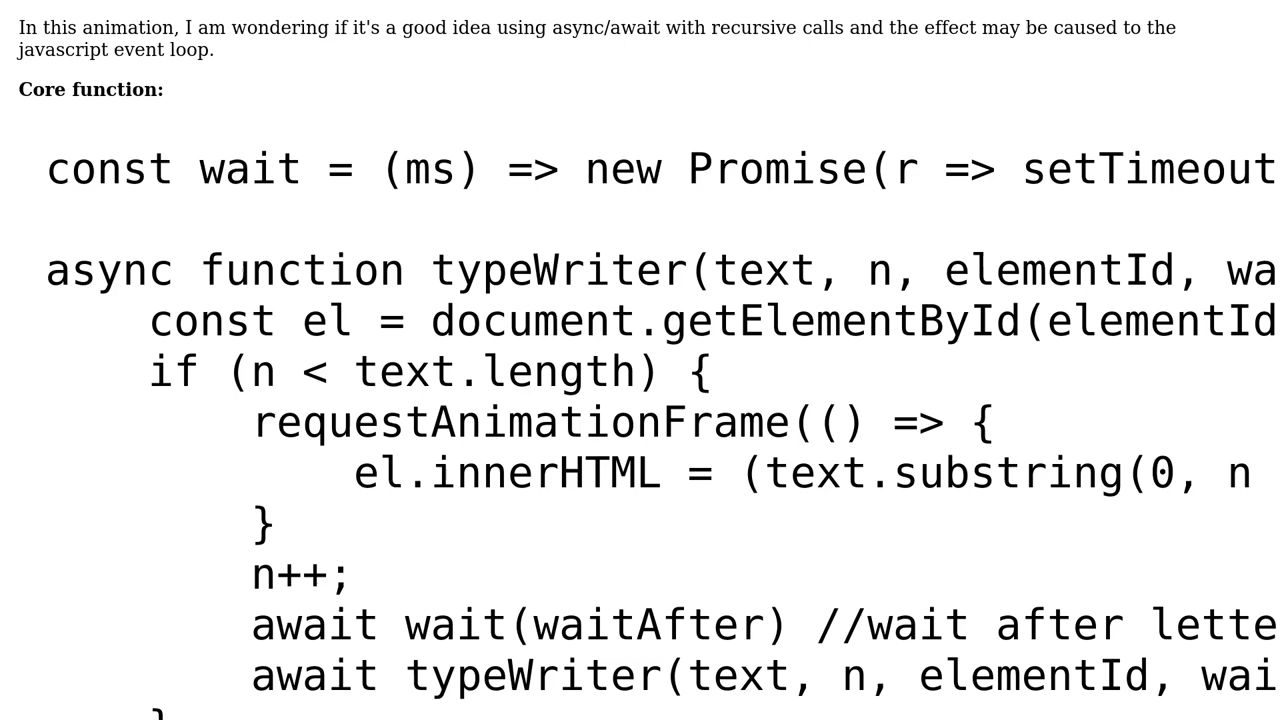 In this animation, I am wondering if it's a good idea using async/await with recursive calls and the effect may be caused to the
javascript event loop.
Core function:
const wait = (ms) => new Promise(r => setTimeout
async function typeWriter(text, n, elementId, wa
const el = document.getElementById(elementId
if (n < text.length) {
requestAnimationFrame(() => {
el.innerHTML = (text.substring(0, n
}
n++;
await wait(waitAfter) //wait after lette
await typeWriter(text, n, elementId, wai
}